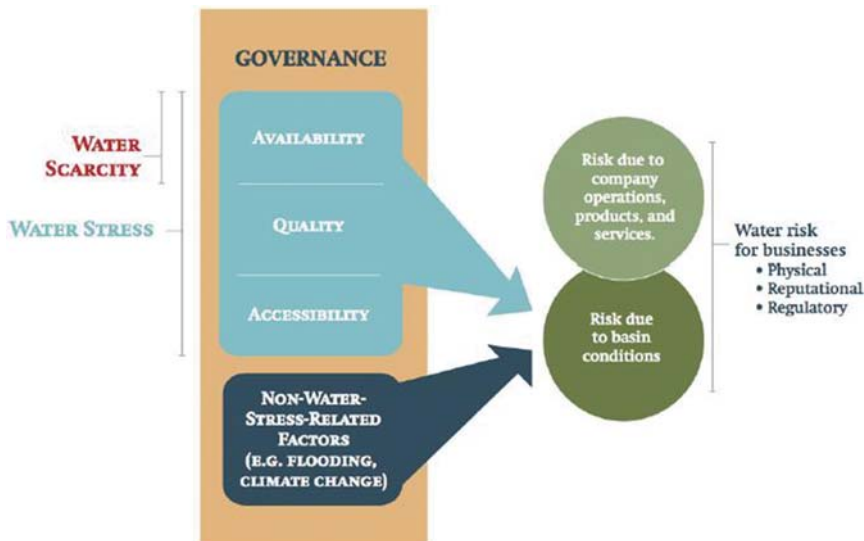 GOVERNANCE
WATER
SCARCITY
WATER STRESS
AVAILABILITY
QUALITY
ACCESSIBILITY
NON-WATER-
STRESS-RELATED
FACTORS
(E.G. FLOODING,
CLIMATE CHANGE)
Risk due to
company
operations,
products, and
services.
Risk due
to basin
conditions
Water risk
for businesses
• Physical
• Reputational
• Regulatory